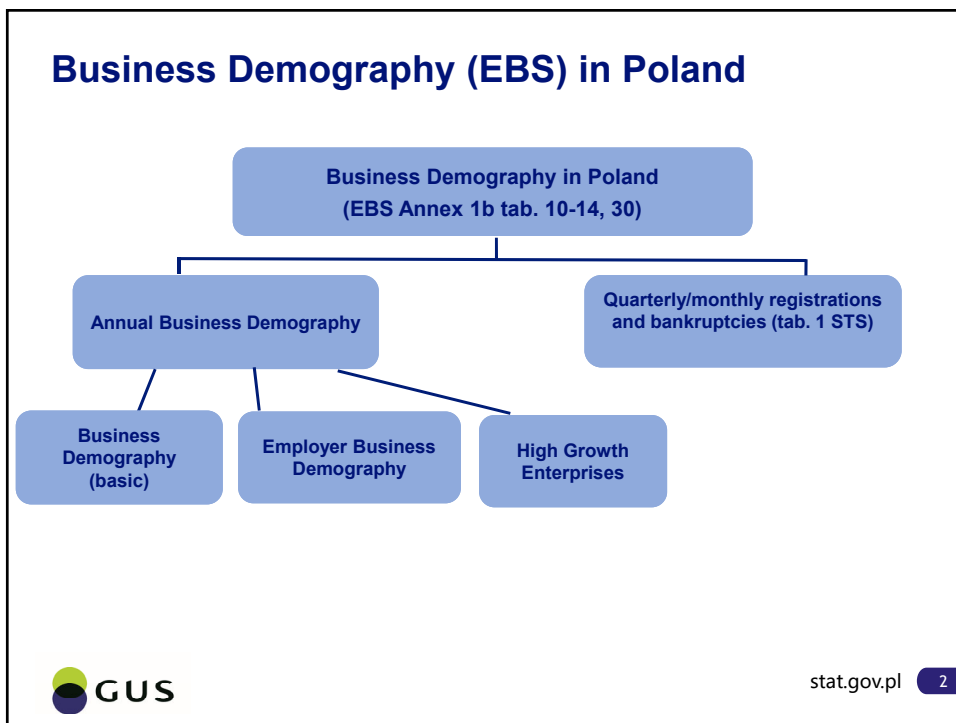 Business Demography (EBS) in Poland
Business Demography in Poland
(EBS Annex 1b tab. 10-14, 30)
Annual Business Demography
Quarterly/monthly registrations
and bankruptcies (tab. 1 STS)
Business
Demography
(basic)
Employer Business
Demography
High Growth
Enterprises
GUS
stat.gov.pl 2